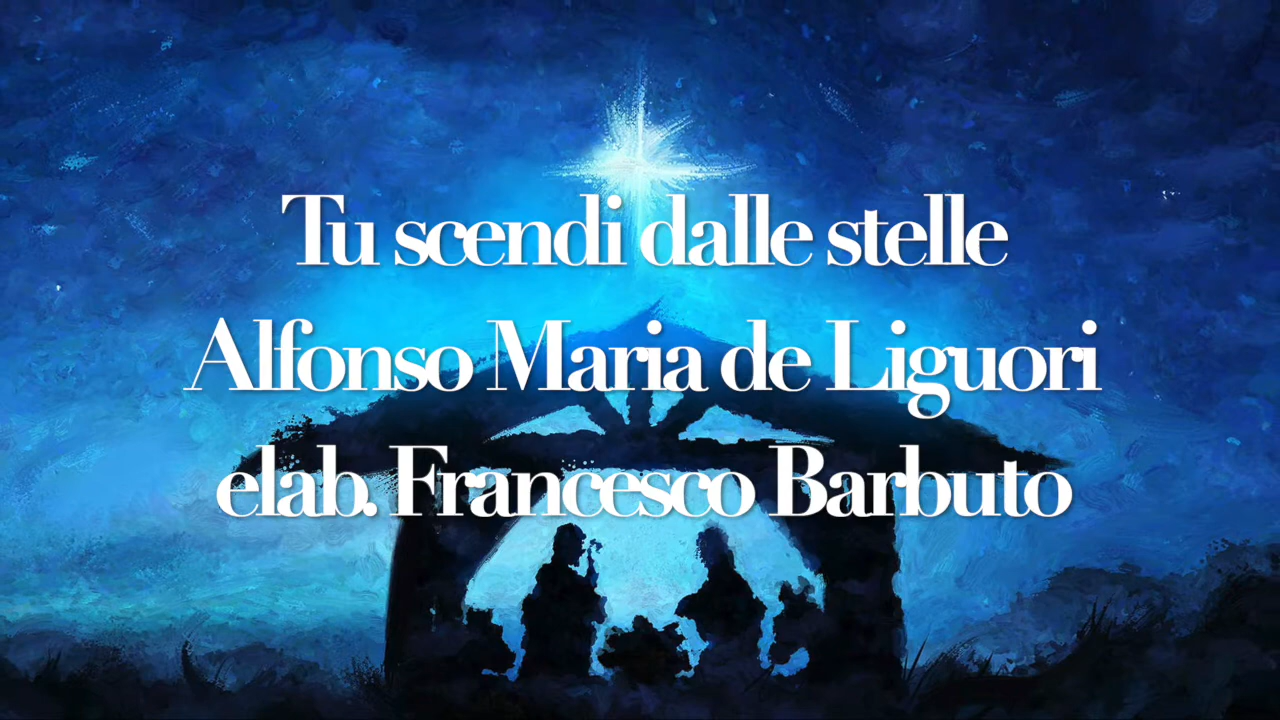 Tu scendi dalle stelle
Alfonso Maria de Liguori
elab. Francesco Barbuto